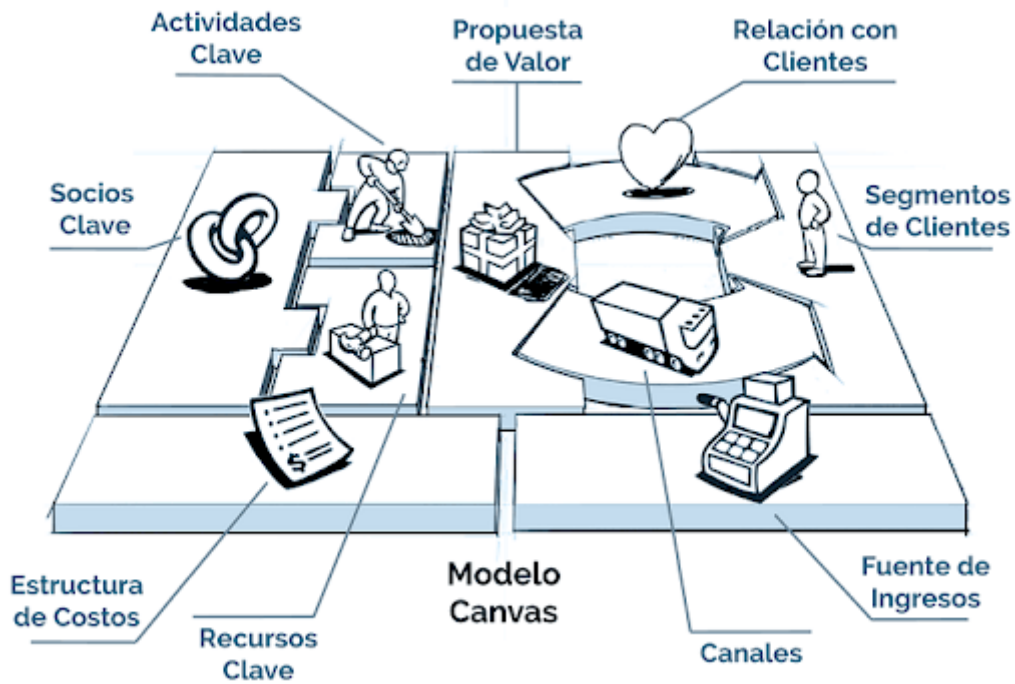 Actividades
Clave
Propuesta
de Valor
Relación con
Clientes
Socios
Clave
Segmentos
de Clientes
$
Estructura
de Costos
Recursos
Clave
Modelo
Canvas
Canales
Fuente de
Ingresos